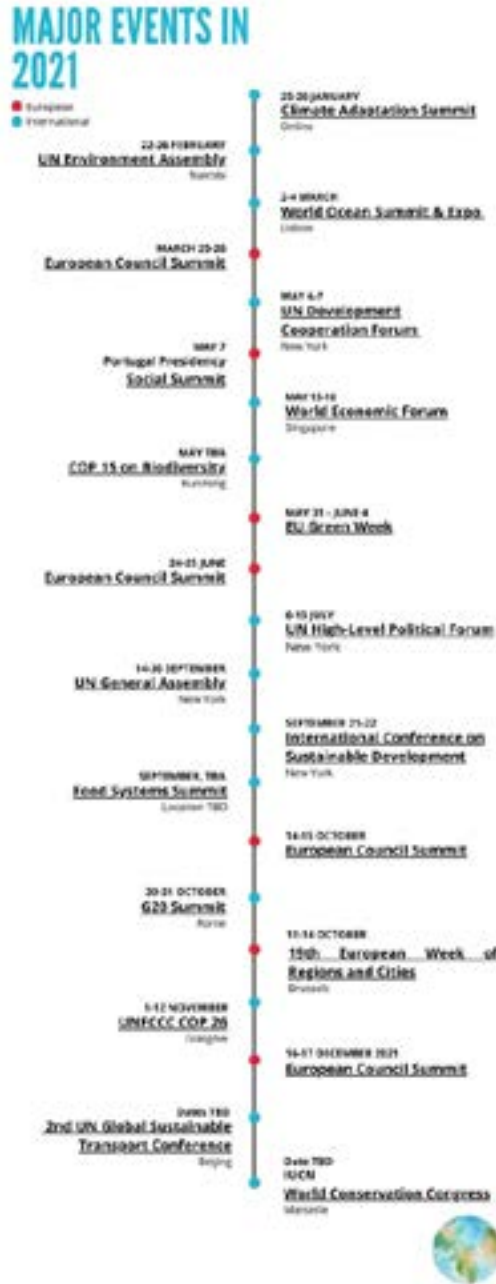 MAJOR EVENTS IN
2021
European
International
25-26 JANUARY
Climate Adaptation Summit
Online
22-26 FEBRUARY
UN Environment Assembly
Nairobi
2-4 MARCH
World Ocean Summit & Expo
Lisbon
MARCH 25-26
European Council Summit
MAY 6-7
UN Development
Cooperation Forum
New York
MAY 7
Portugal Presidency
Social Summit
MAY 13-16
World Economic Forum
Singapore
MAY TBA
COP 15 on Biodiversity
Kunming
MAY 31 - JUNE 4
EU Green Week
24-25 JUNE
European Council Summit
6-15 JULY
UN High-Level Political Forum
New York
14-30 SEPTEMBER
UN General Assembly
New York
SEPTEMBER 21-22
International Conference on
Sustainable Development
New York
SEPTEMBER, TBA
Food Systems Summit
Location TBD
14-15 OCTOBER
European Council Summit
30-31 OCTOBER
G20 Summit
Rome
11-14 OCTOBER
19th European Week of
Regions and Cities
Brussels
1-12 NOVEMBER
UNFCCC COP 26
Glasgow
16-17 DECEMBER 2021
European Council Summit
Dates TBD
2nd UN Global Sustainable
Transport Conference
Beijing
Date TBD
IUCN
World Conservation Congress
Marseille